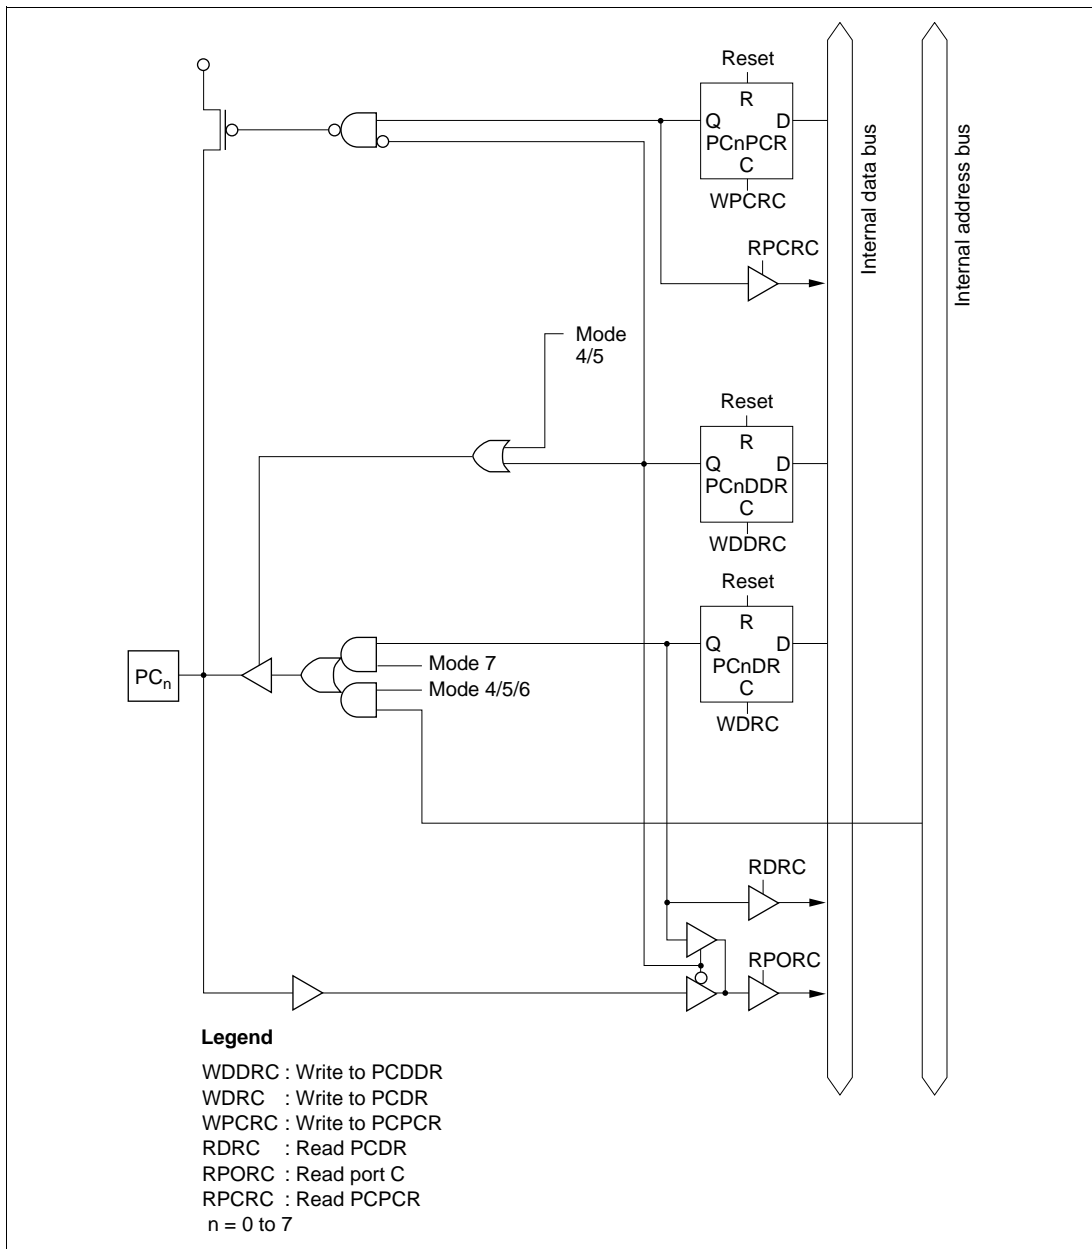 Reset
R
Q D
PCnPCR
C
WPCRC
Internal data bus
Internal address bus
RPCRC
Mode
4/5
Reset
R
Q D
PCnDDR
C
WDDRC
Reset
R
Q D
PCnDR
C
WDRC
PCn
Mode 7
Mode 4/5/6
RDRC
RPORC
Legend
WDDRC : Write to PCDDR
WDRC : Write to PCDR
WPCRC : Write to PCPCR
RDRC : Read PCDR
RPORC : Read port C
RPCRC : Read PCPCR
n = 0 to 7